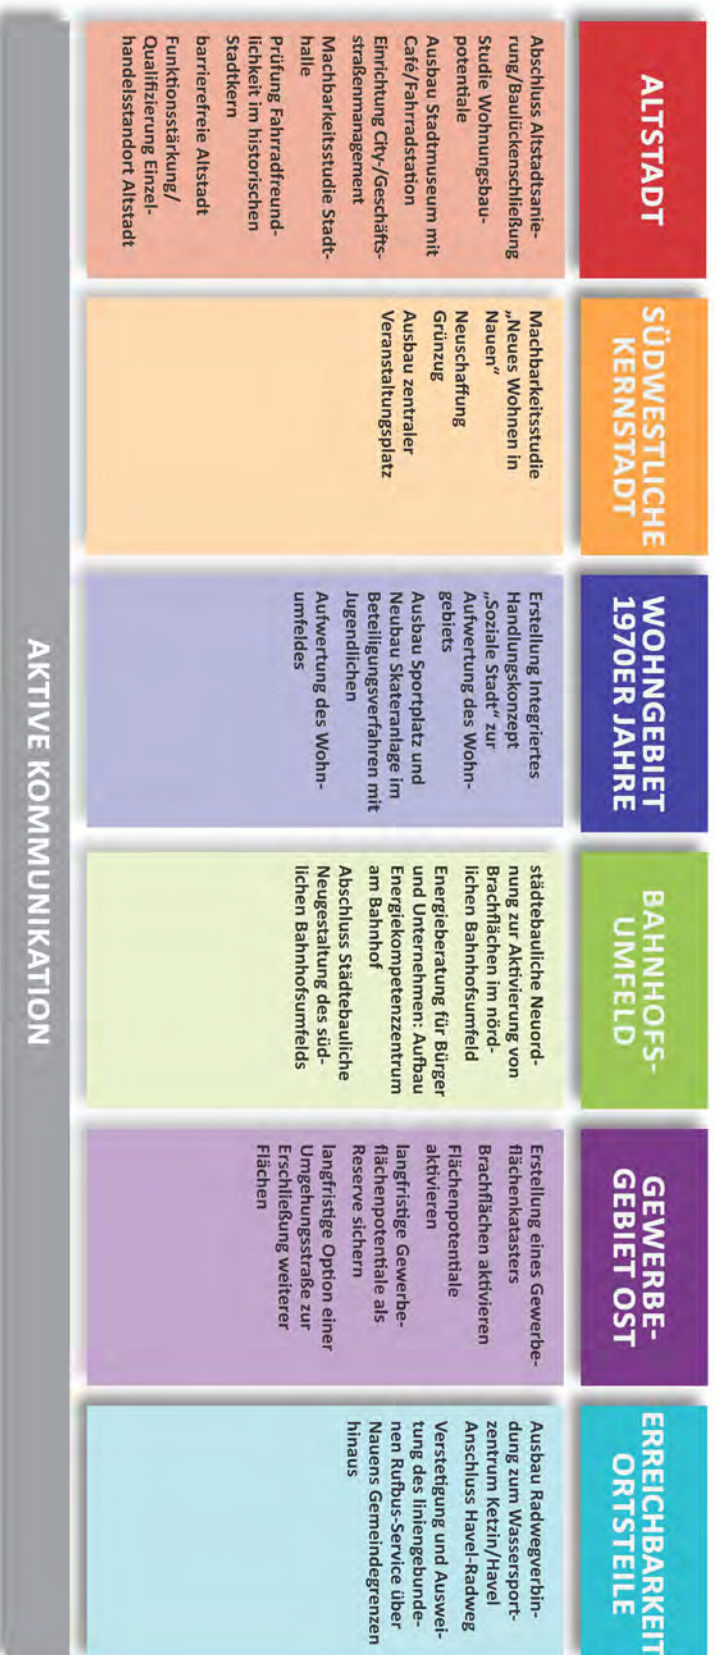 ALTSTADT
Abschluss Altstadtsanie-
rung/Baulückenschließung
Studie Wohnungsbau-
potentiale
Ausbau Stadtmuseum mit
Café/Fahrradstation
Einrichtung City-/Geschäfts-
straßenmanagement
Machbarkeitsstudie Stadt-
halle
Prüfung Fahrradfreund-
lichkeit im historischen
Stadtkern
barrierefreie Altstadt
Funktionsstärkung/
Qualifizierung Einzel-
handelsstandort Altstadt
SÜDWESTLICHE
KERNSTADT
Machbarkeitsstudie
„Neues Wohnen in
Nauen“
Neuschaffung
Grünzug
Ausbau zentraler
Veranstaltungsplatz
WOHNGEBIET
1970ER JAHRE
Erstellung Integriertes
Handlungskonzept
„Soziale Stadt“ zur
Aufwertung des Wohn-
gebiets
Ausbau Sportplatz und
Neubau Skateranlage im
Beteiligungsverfahren mit
Jugendlichen
Aufwertung des Wohn-
umfeldes
BAHNHOFS-
UMFELD
städtebauliche Neuord-
nung zur Aktivierung von
Brachflächen im nörd-
lichen Bahnhofsumfeld
Energieberatung für Bürger
und Unternehmen: Aufbau
Energiekompetenzzentrum
am Bahnhof
Abschluss Städtebauliche
Neugestaltung des süd-
lichen Bahnhofsumfelds
GEWERBE-
GEBIET OST
Erstellung eines Gewerbe-
flächenkatasters
Brachflächen aktivieren
Flächenpotentiale
aktivieren
langfristige Gewerbe-
flächenpotentiale als
Reserve sichern
langfristige Option einer
Umgehungsstraße zur
Erschließung weiterer
Flächen
ERREICHBARKEIT
ORTSTEILE
Ausbau Radwegverbin-
dung zum Wassersport-
zentrum Ketzin/Havel
Anschluss Havel-Radweg
Verstetigung und Auswei-
tung des liniengebunde-
nen Rufbus-Service über
Nauens Gemeindegrenzen
hinaus
AKTIVE KOMMUNIKATION